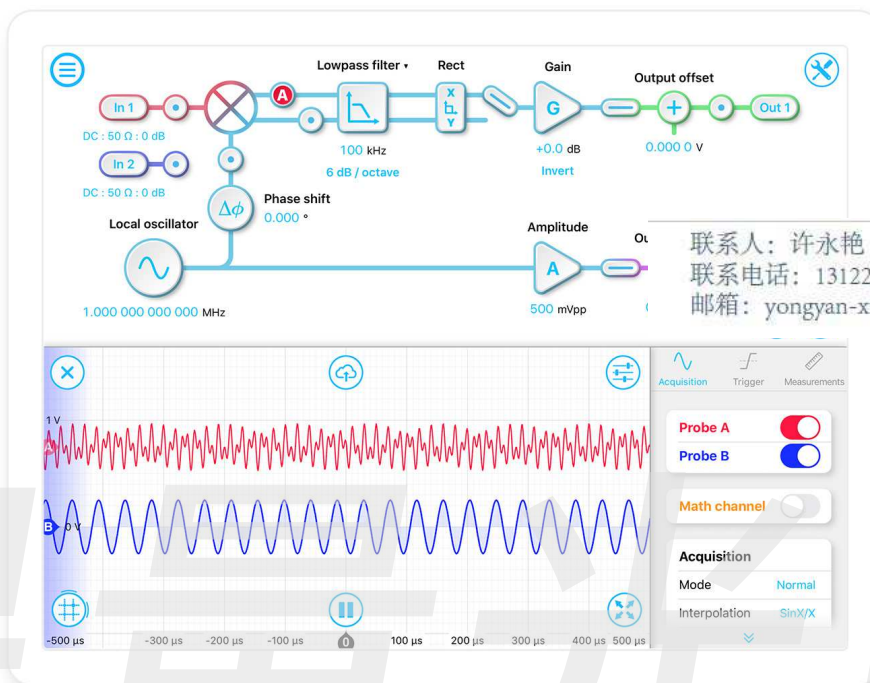 Lowpass filter ▾ Rect Gain Output offset
In 1 A X Y G + Out 1
DC : 50 Ω : 0 dB
100 kHz +0.0 dB 0.000 0 V
In 2 6 dB / octave Invert
DC : 50 Ω : 0 dB
Δϕ Phase shift
0.000 °
Local oscillator Amplitude Ou
A
1.000 000 000 000 MHz 500 mVpp
联系人：许永艳
联系电话：13122
邮箱：yongyan-x
Acquisition Trigger Measurements
1 V
A
Probe A
Probe B
B 0 V
Math channel
Acquisition
Mode Normal
Interpolation SinX/X
-500 µs -300 µs -200 µs -100 µs 0 100 µs 200 µs 300 µs 400 µs 500 µs